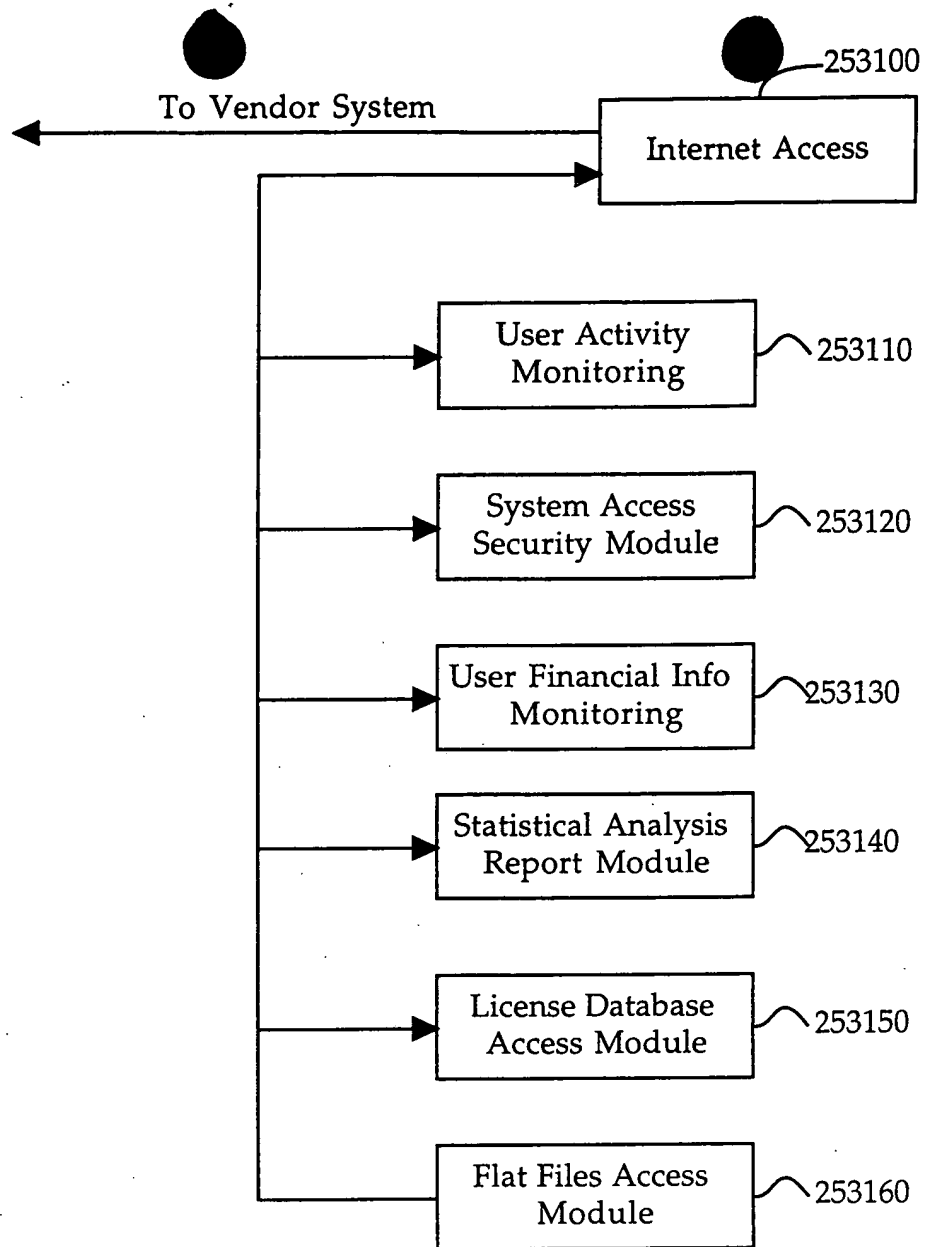 253100
To Vendor System
Internet Access
User Activity
Monitoring
253110
System Access
Security Module
253120
User Financial Info
Monitoring
253130
Statistical Analysis
Report Module
253140
License Database
Access Module
253150
Flat Files Access
Module
253160